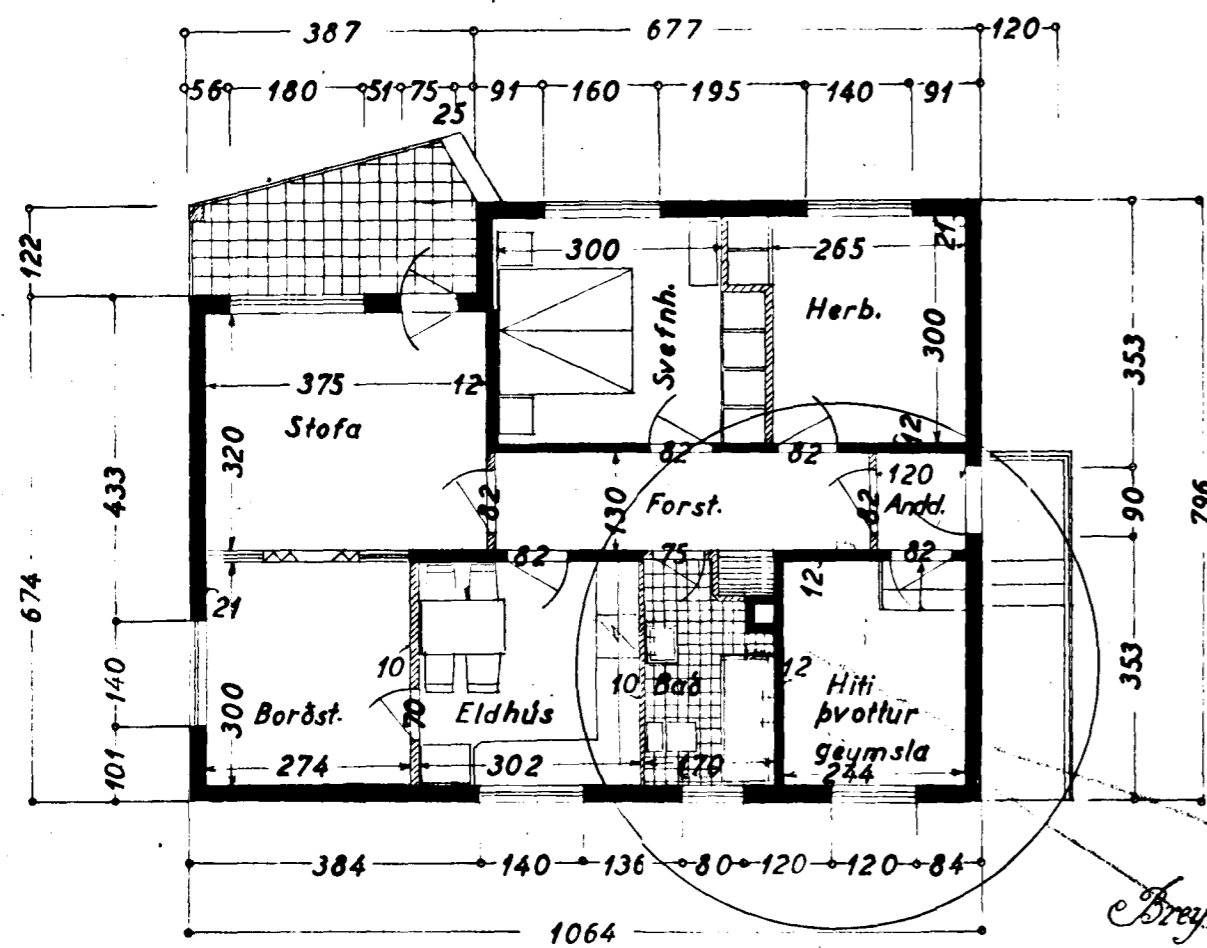 387 677 120
56 180 51 75 91 160 195 140 91
25
122
433
674
140
101
300 265 21
Svefnh. Herb.
300
353
90
796
353
375 12
Stofa
320
12
82 82
82 130 Forst. 82 120
Andd.
82 75 82
21
12
10 10 Bað 12 Hiti
þvottur
geymsla
300 Borðst. 70 Eldhús
274 302 170 244
384 140 136 80 120 120 84
1064